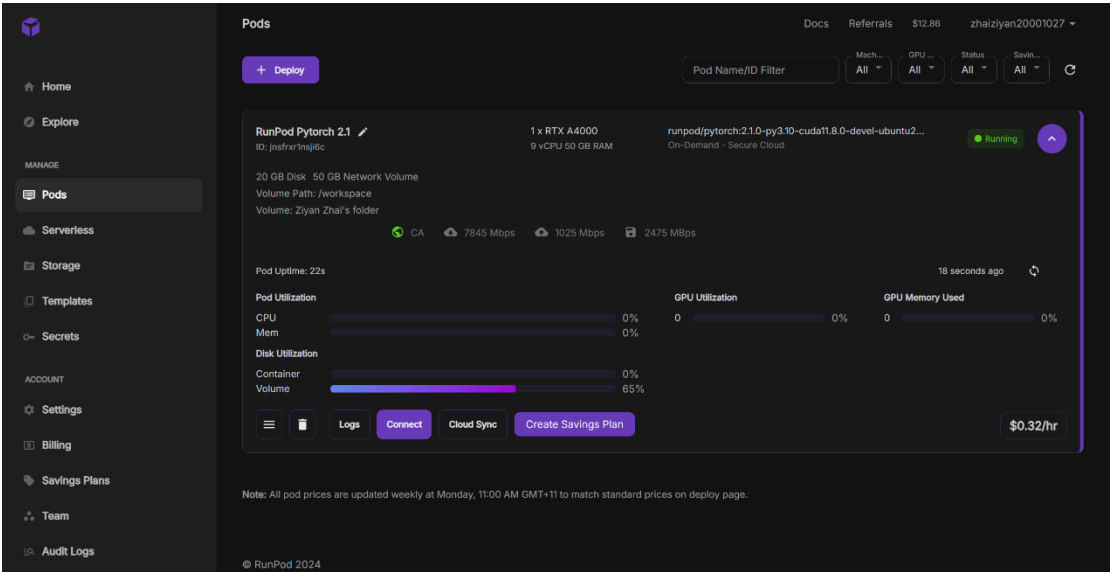 Pods
Docs
Referrals
$12.86
zhaiziyan20001027
+ Deploy
Pod Name/ID Filter
Mach...
All
GPU ...
All
Status
All
Savin...
All
Home
Explore
MANAGE
Pods
Serverless
Storage
Templates
Secrets
ACCOUNT
Settings
Billing
Savings Plans
Team
Audit Logs
RunPod Pytorch 2.1
ID: jnsfrxr1nsji6c
1 x RTX A4000
9 vCPU 50 GB RAM
runpod/pytorch:2.1.0-py3.10-cuda11.8.0-devel-ubuntu2...
On-Demand - Secure Cloud
Running
20 GB Disk 50 GB Network Volume
Volume Path: /workspace
Volume: Ziyan Zhai's folder
CA
7845 Mbps
1025 Mbps
2475 MBps
Pod Uptime: 22s
18 seconds ago
Pod Utilization
CPU 0%
Mem 0%
Disk Utilization
Container 0%
Volume 65%
GPU Utilization
0 0%
GPU Memory Used
0 0%
Logs
Connect
Cloud Sync
Create Savings Plan
$0.32/hr
Note: All pod prices are updated weekly at Monday, 11:00 AM GMT+11 to match standard prices on deploy page.
© RunPod 2024